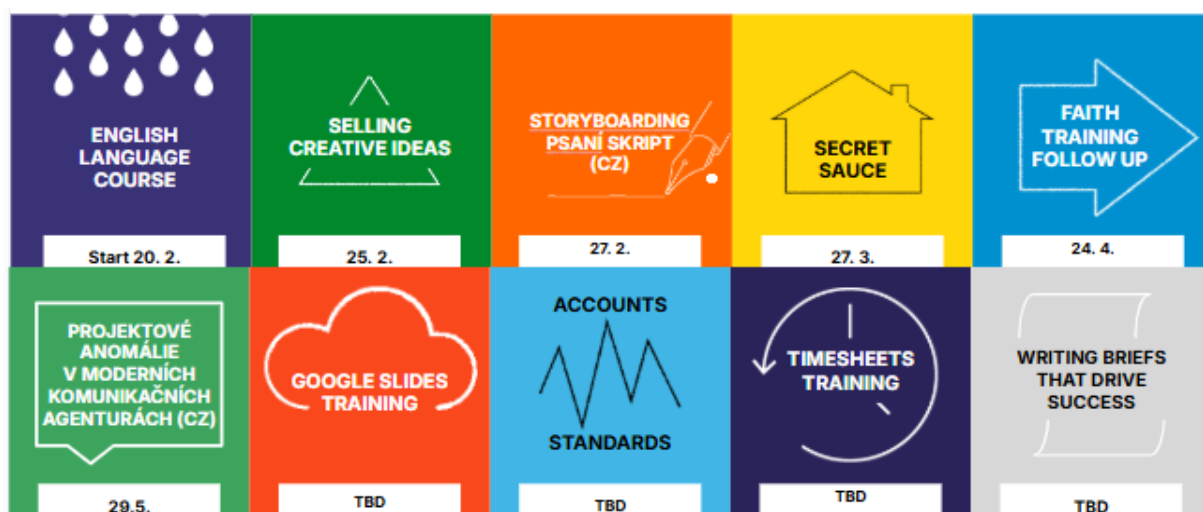 ENGLISH
LANGUAGE
COURSE
Start 20. 2.
SELLING
CREATIVE IDEAS
25. 2.
STORYBOARDING
PSANÍ SKRIPT
(CZ)
27. 2.
SECRET
SAUCE
27. 3.
FAITH
TRAINING
FOLLOW UP
24. 4.
PROJEKTOVÉ
ANOMÁLIE
V MODERNÍCH
KOMUNIKAČNÍCH
AGENTURÁCH (CZ)
29.5.
GOOGLE SLIDES
TRAINING
TBD
ACCOUNTS
STANDARDS
TBD
TIMESHEETS
TRAINING
TBD
WRITING BRIEFS
THAT DRIVE
SUCCESS
TBD